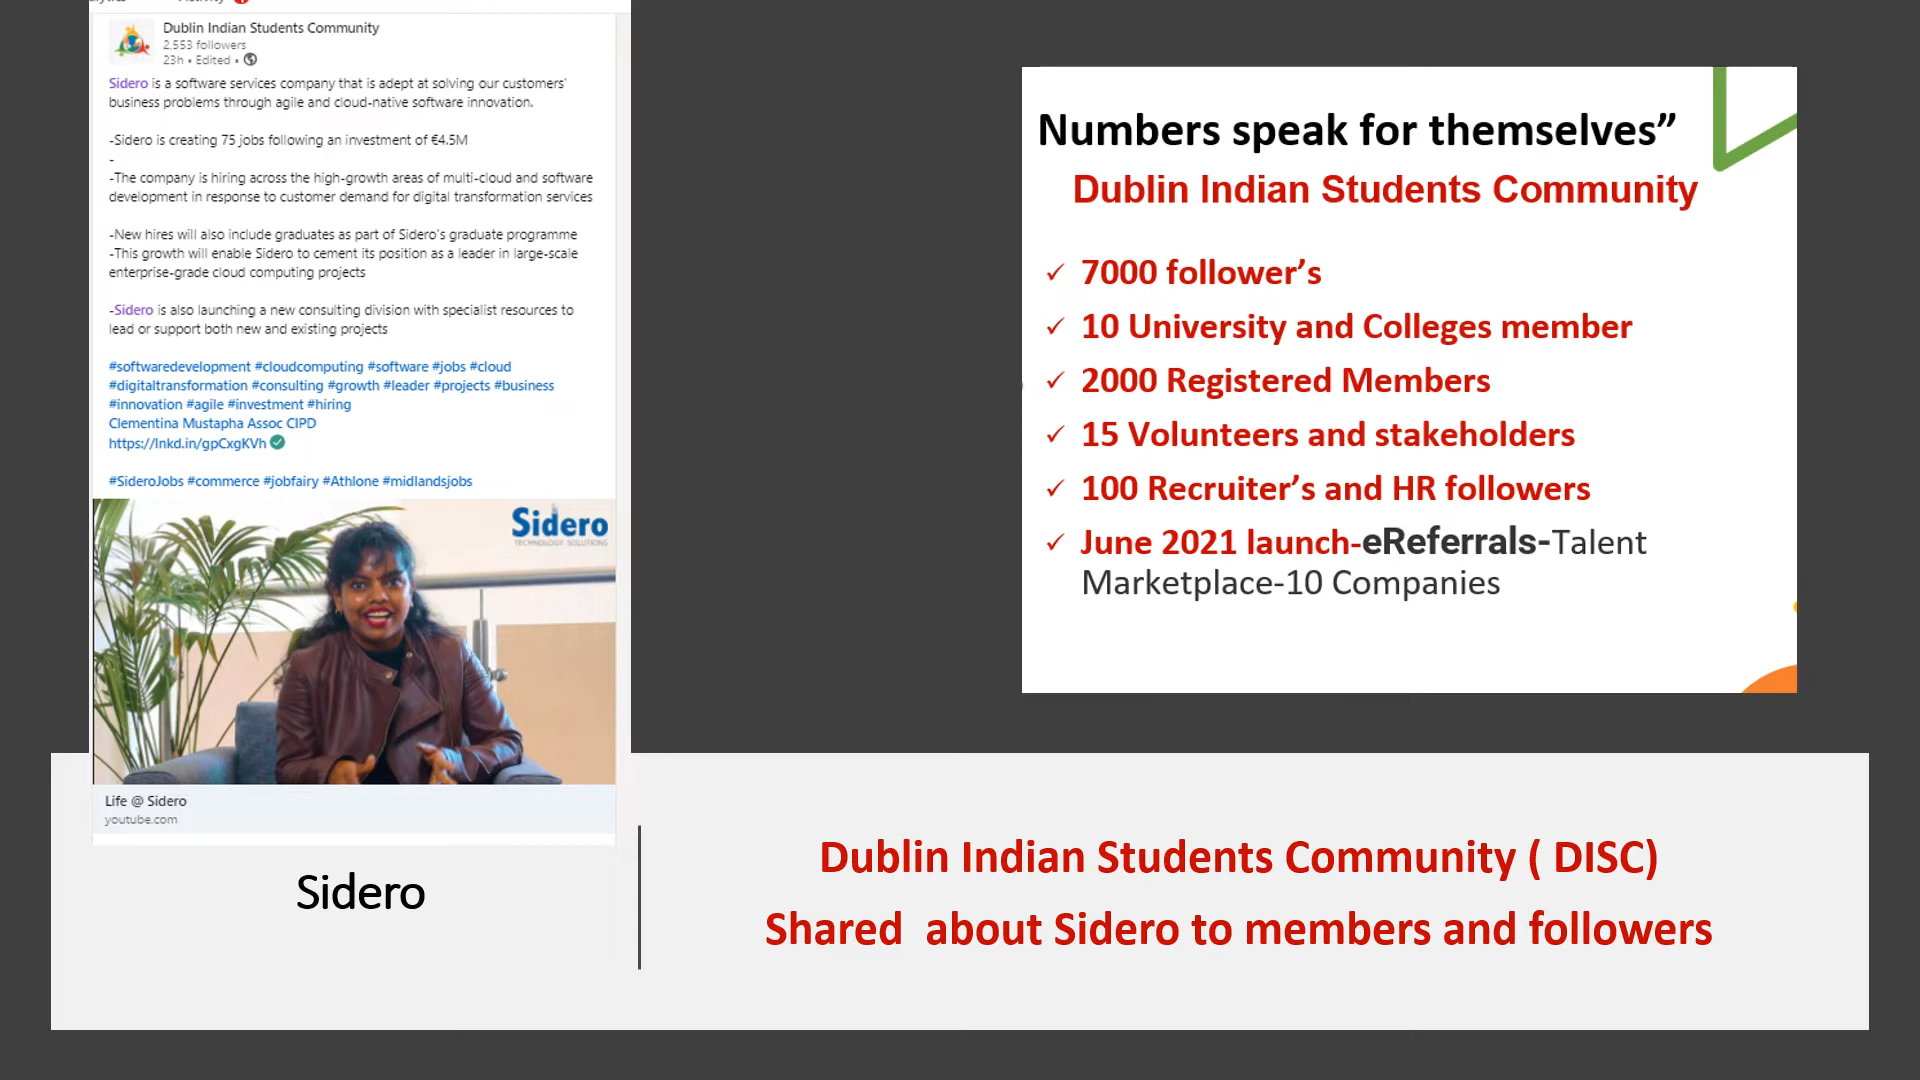 Dublin Indian Students Community
2,553 followers
23h • Edited •
Sidero is a software services company that is adept at solving our customers'
business problems through agile and cloud-native software innovation.
-Sidero is creating 75 jobs following an investment of €4.5M
-
-The company is hiring across the high-growth areas of multi-cloud and software
development in response to customer demand for digital transformation services
-New hires will also include graduates as part of Sidero's graduate programme
-This growth will enable Sidero to cement its position as a leader in large-scale
enterprise-grade cloud computing projects
-Sidero is also launching a new consulting division with specialist resources to
lead or support both new and existing projects
#softwaredevelopment #cloudcomputing #software #jobs #cloud
#digitaltransformation #consulting #growth #leader #projects #business
#innovation #agile #investment #hiring
Clementina Mustapha Assoc CIPD
https://lnkd.in/gpCxgKVh
#SideroJobs #commerce #jobfairy #Athlone #midlandsjobs
Sidero
TECHNOLOGY SOLUTIONS
Life @ Sidero
youtube.com
Numbers speak for themselves”
Dublin Indian Students Community
✓ 7000 follower’s
✓ 10 University and Colleges member
✓ 2000 Registered Members
✓ 15 Volunteers and stakeholders
✓ 100 Recruiter’s and HR followers
✓ June 2021 launch-eReferrals-Talent
Marketplace-10 Companies
Sidero
Dublin Indian Students Community ( DISC)
Shared  about Sidero to members and followers